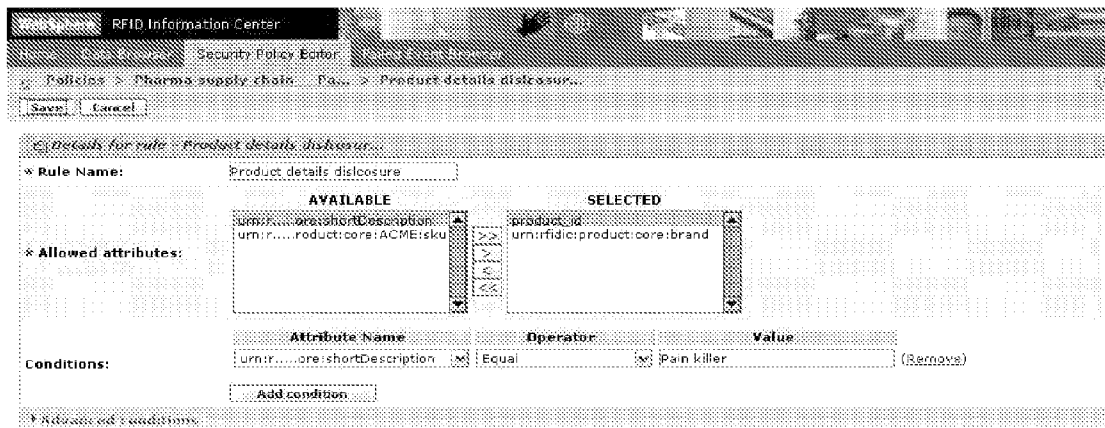 WebSphere RFID Information Center
Security Policy Editor
Policies > Pharma supply chain - Pa... > Product details dislcosur...
Save Cancel
Details for rule - Product details dislcosur...
* Rule Name: Product details dislcosure
AVAILABLE SELECTED
urn:r.....ore:shortDescription product_id
urn:r.....roduct:core:ACME:sku >> urn:rfidic:product:core:brand
>
* Allowed attributes:
<
<<
Attribute Name Operator Value
Conditions: urn:r.....ore:shortDescription Equal Pain killer (Remove)
Add condition
Advanced conditions